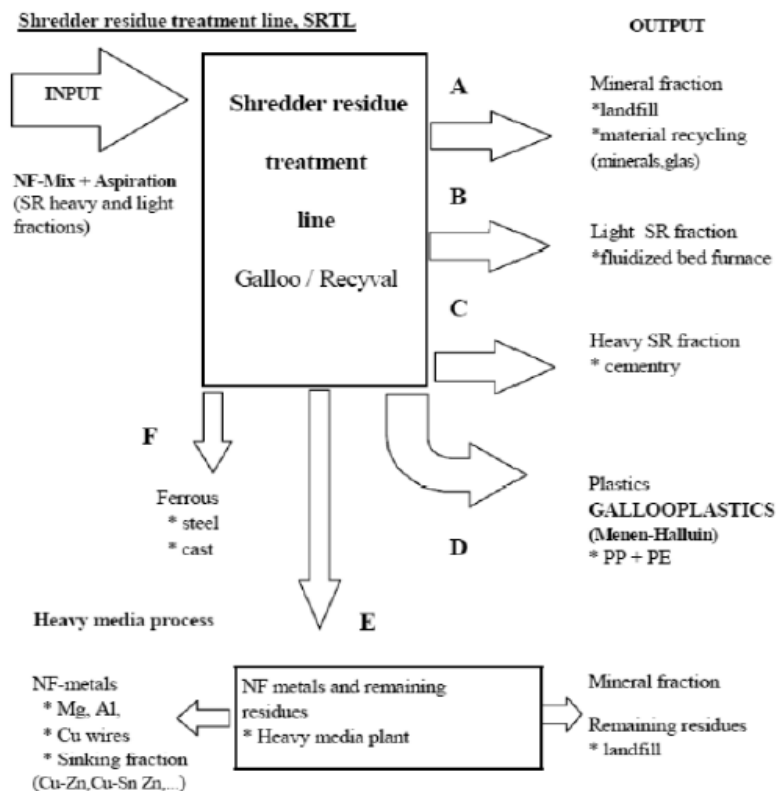 Shredder residue treatment line, SRTL
OUTPUT
INPUT
NF-Mix + Aspiration
(SR heavy and light
fractions)
Shredder residue
treatment
line
Galloo / Recyval
A
Mineral fraction
*landfill
*material recycling
(minerals,glas)
B
Light SR fraction
*fluidized bed furnace
C
Heavy SR fraction
* cementry
F
Ferrous
* steel
* cast
D
Plastics
GALLOOPLASTICS
(Menen-Halluin)
* PP + PE
Heavy media process
E
NF-metals
* Mg, Al,
* Cu wires
* Sinking fraction
(Cu-Zn,Cu-Sn Zn,...)
NF metals and remaining
residues
* Heavy media plant
Mineral fraction
Remaining residues
* landfill